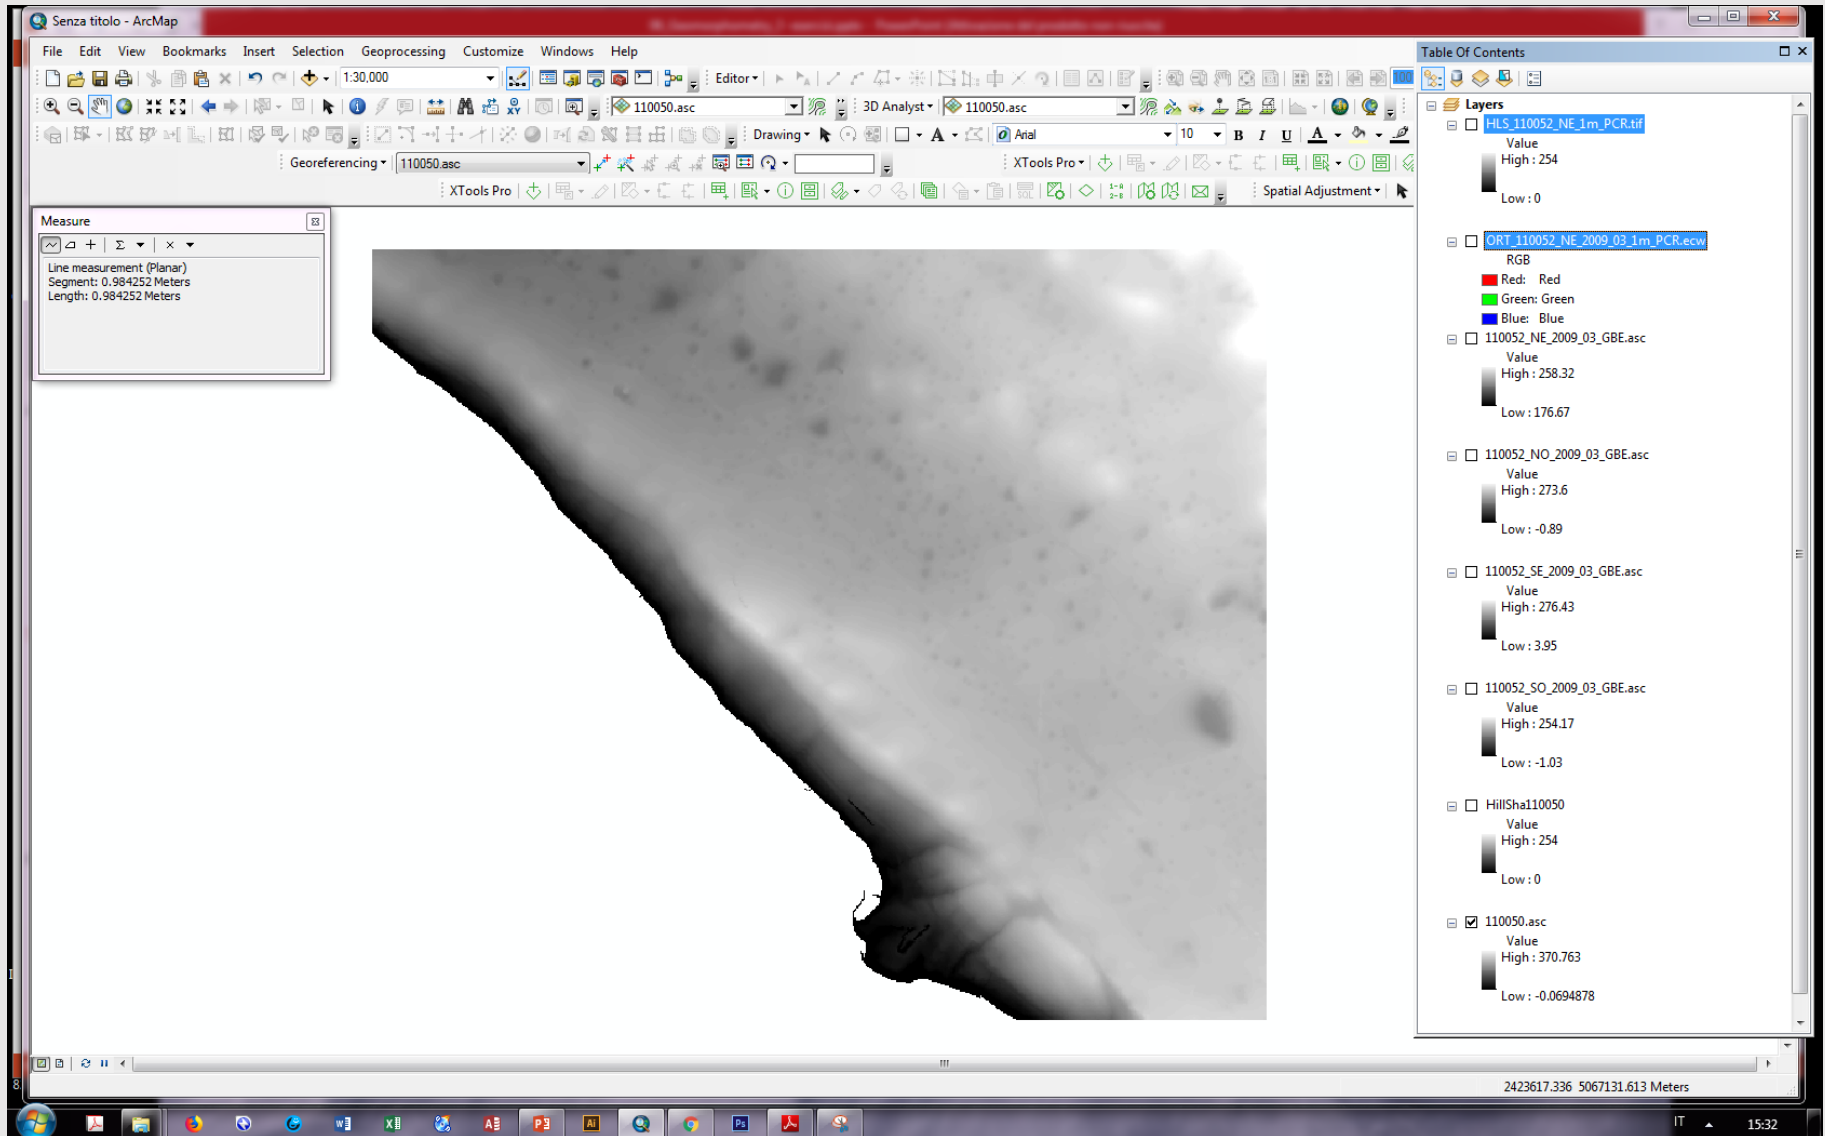 Senza titolo - ArcMap
File Edit View Bookmarks Insert Selection Geoprocessing Customize Windows Help
1:30,000
Editor
100
110050.asc
3D Analyst
110050.asc
Drawing
Arial
10
B I U A
Georeferencing
110050.asc
XTools Pro
XTools Pro
Spatial Adjustment
Measure
Line measurement (Planar)
Segment: 0.984252 Meters
Length: 0.984252 Meters
Table Of Contents
Layers
HLS_110052_NE_1m_PCR.tif
Value
High : 254
Low : 0
ORT_110052_NE_2009_03_1m_PCR.ecw
RGB
Red: Red
Green: Green
Blue: Blue
110052_NE_2009_03_GBE.asc
Value
High : 258.32
Low : 176.67
110052_NO_2009_03_GBE.asc
Value
High : 273.6
Low : -0.89
110052_SE_2009_03_GBE.asc
Value
High : 276.43
Low : 3.95
110052_SO_2009_03_GBE.asc
Value
High : 254.17
Low : -1.03
HillSha110050
Value
High : 254
Low : 0
110050.asc
Value
High : 370.763
Low : -0.0694878
2423617.336 5067131.613 Meters
IT
15:32